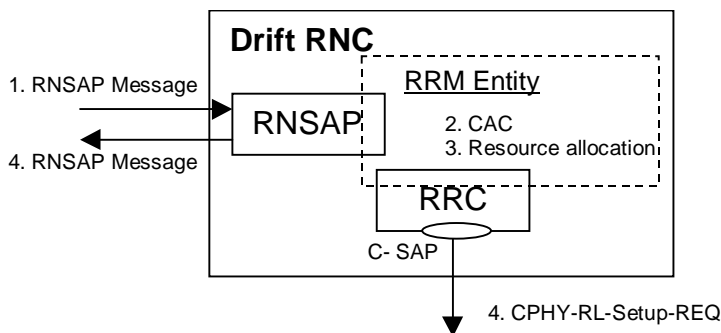 Drift RNC
1. RNSAP Message
RRM Entity
RNSAP
2. CAC
3. Resource allocation
4. RNSAP Message
RRC
C- SAP
4. CPHY-RL-Setup-REQ